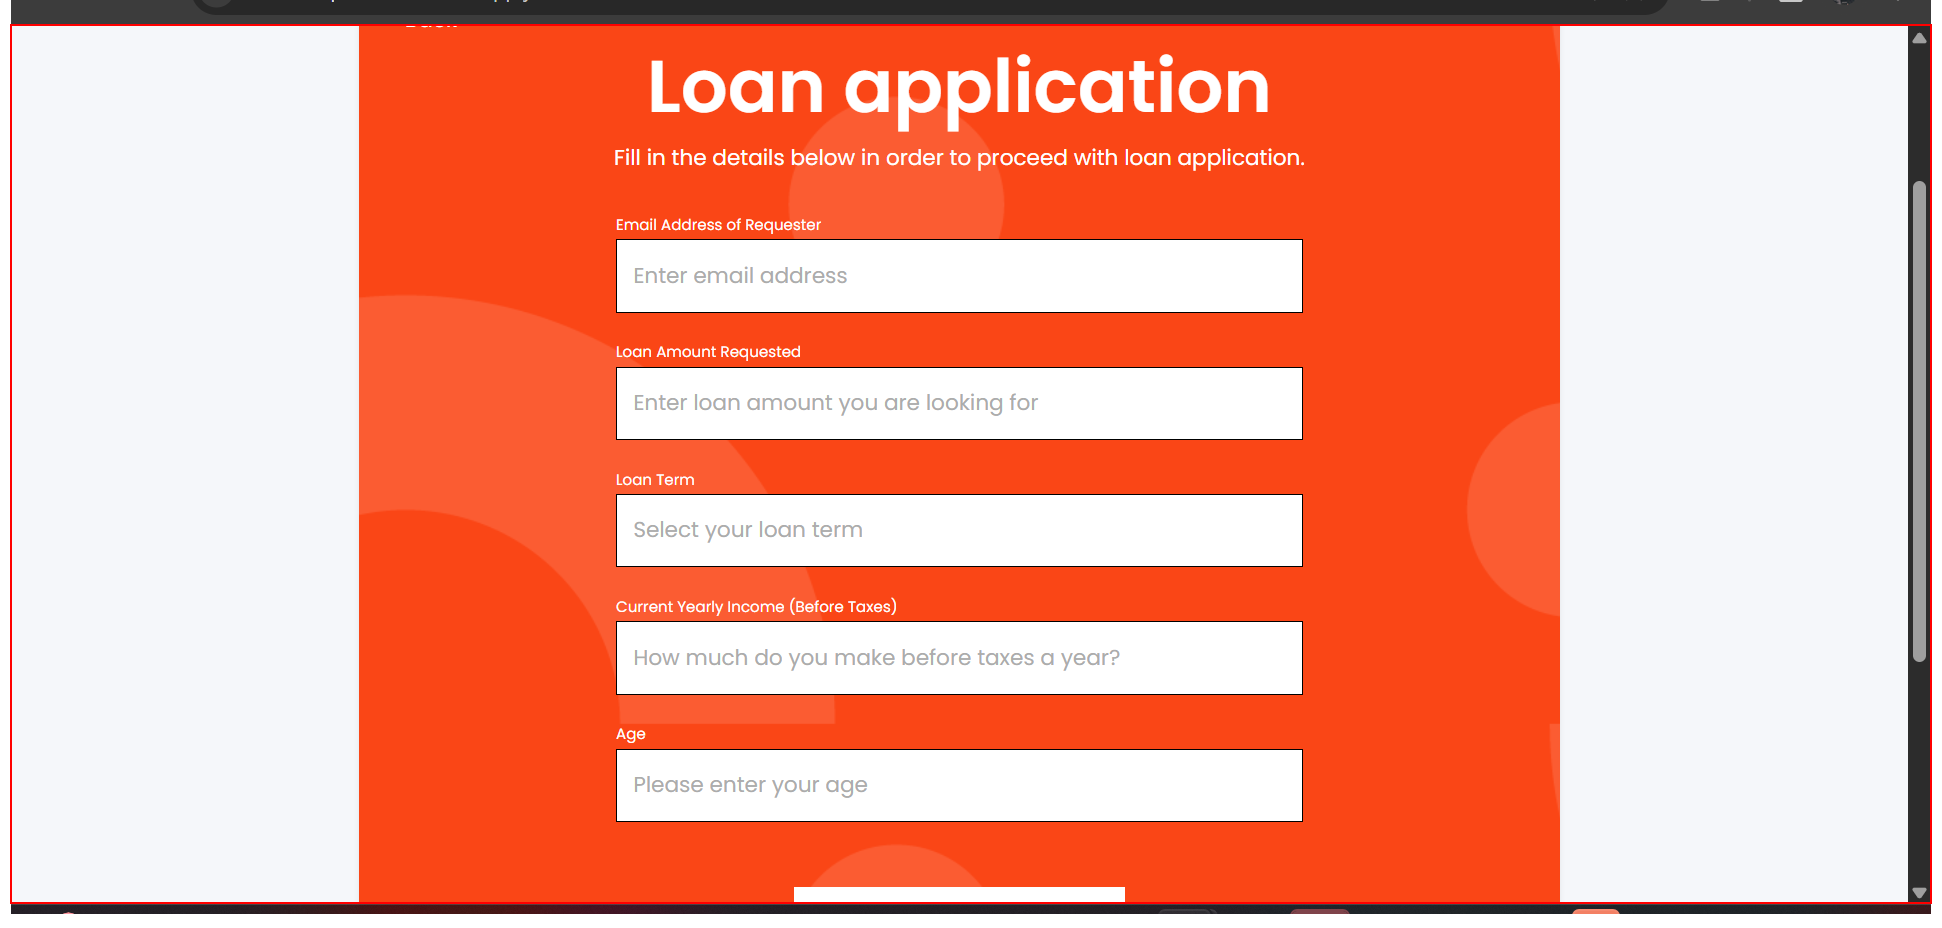 Loan application
Fill in the details below in order to proceed with loan application.
Email Address of Requester
Enter email address
Loan Amount Requested
Enter loan amount you are looking for
Loan Term
Select your loan term
Current Yearly Income (Before Taxes)
How much do you make before taxes a year?
Age
Please enter your age